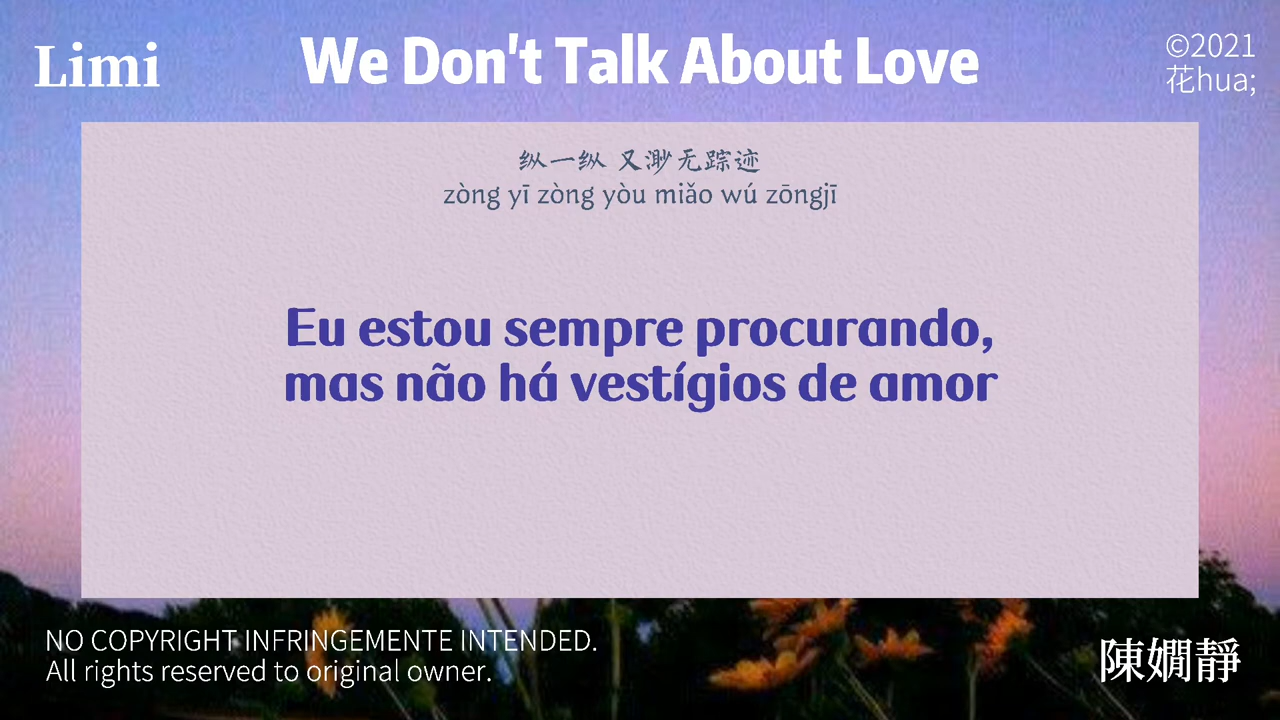 Limi
We Don't Talk About Love
©2021
花hua;
纵一纵 又渺无踪迹
zòng yī zòng yòu miǎo wú zōngjī
Eu estou sempre procurando,
mas não há vestígios de amor
NO COPYRIGHT INFRINGEMENTE INTENDED.
All rights reserved to original owner.
陳嫺靜